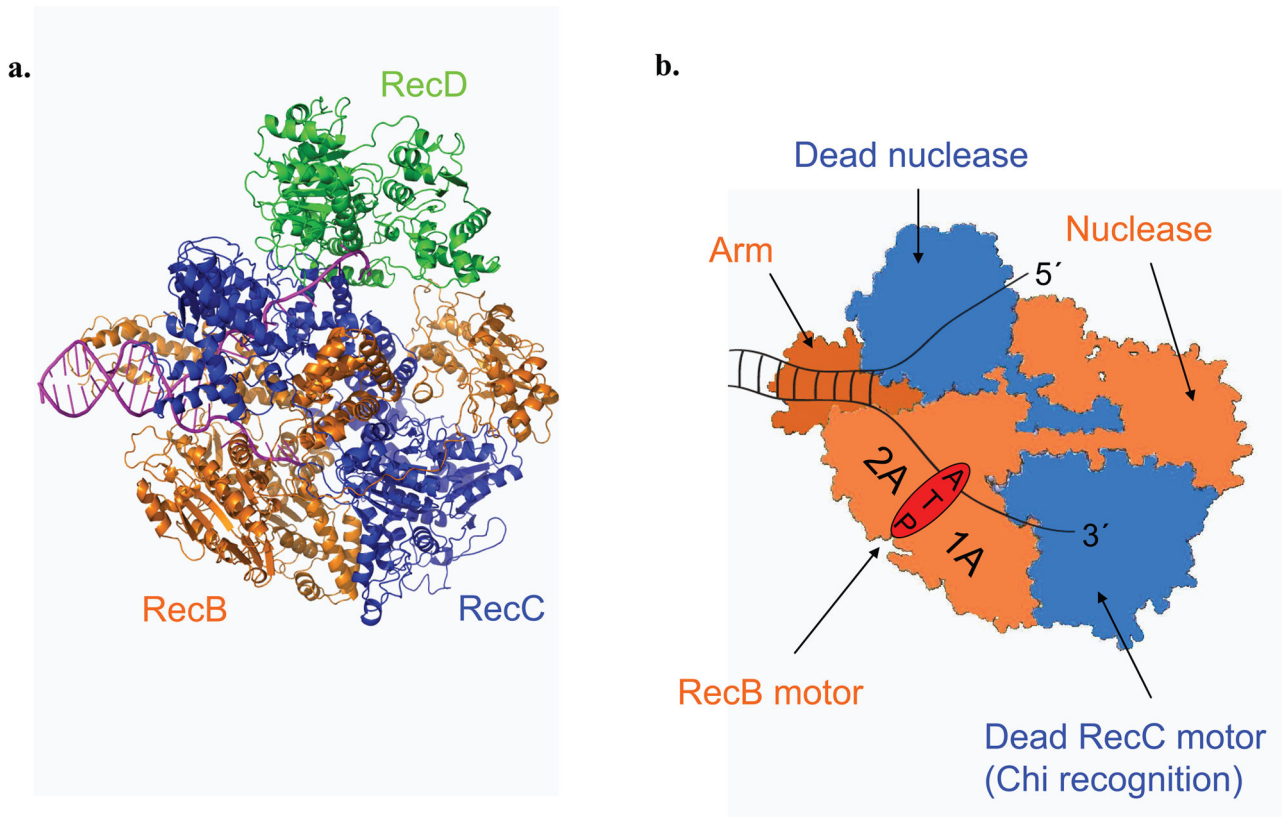 a.
RecD
RecB
RecC
b.
Dead nuclease
Arm
Nuclease
5´
2A
ATP
1A
3´
RecB motor
Dead RecC motor
(Chi recognition)